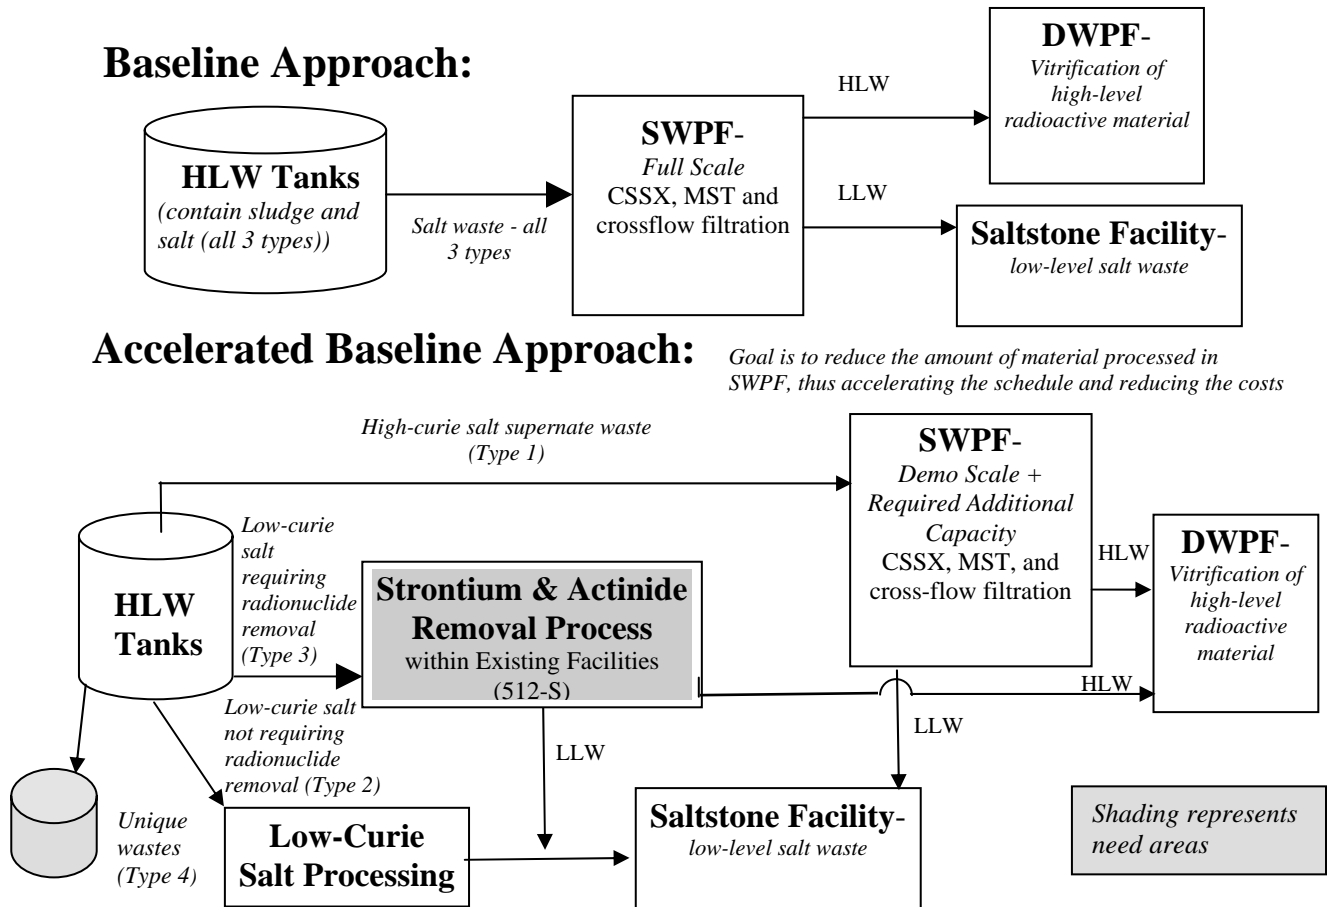 Baseline Approach:
HLW Tanks
(contain sludge and
salt (all 3 types))
Salt waste - all
3 types
SWPF-
Full Scale
CSSX, MST and
crossflow filtration
HLW
LLW
DWPF-
Vitrification of
high-level
radioactive material
Saltstone Facility-
low-level salt waste
Accelerated Baseline Approach:
Goal is to reduce the amount of material processed in
SWPF, thus accelerating the schedule and reducing the costs
High-curie salt supernate waste
(Type 1)
SWPF-
Demo Scale +
Required Additional
Capacity
CSSX, MST, and
cross-flow filtration
HLW
DWPF-
Vitrification of
high-level
radioactive
material
HLW
Tanks
Low-curie
salt
requiring
radionuclide
removal
(Type 3)
Strontium & Actinide
Removal Process
within Existing Facilities
(512-S)
HLW
LLW
LLW
Low-curie salt
not requiring
radionuclide
removal (Type 2)
Unique
wastes
(Type 4)
Low-Curie
Salt Processing
Saltstone Facility-
low-level salt waste
Shading represents
need areas